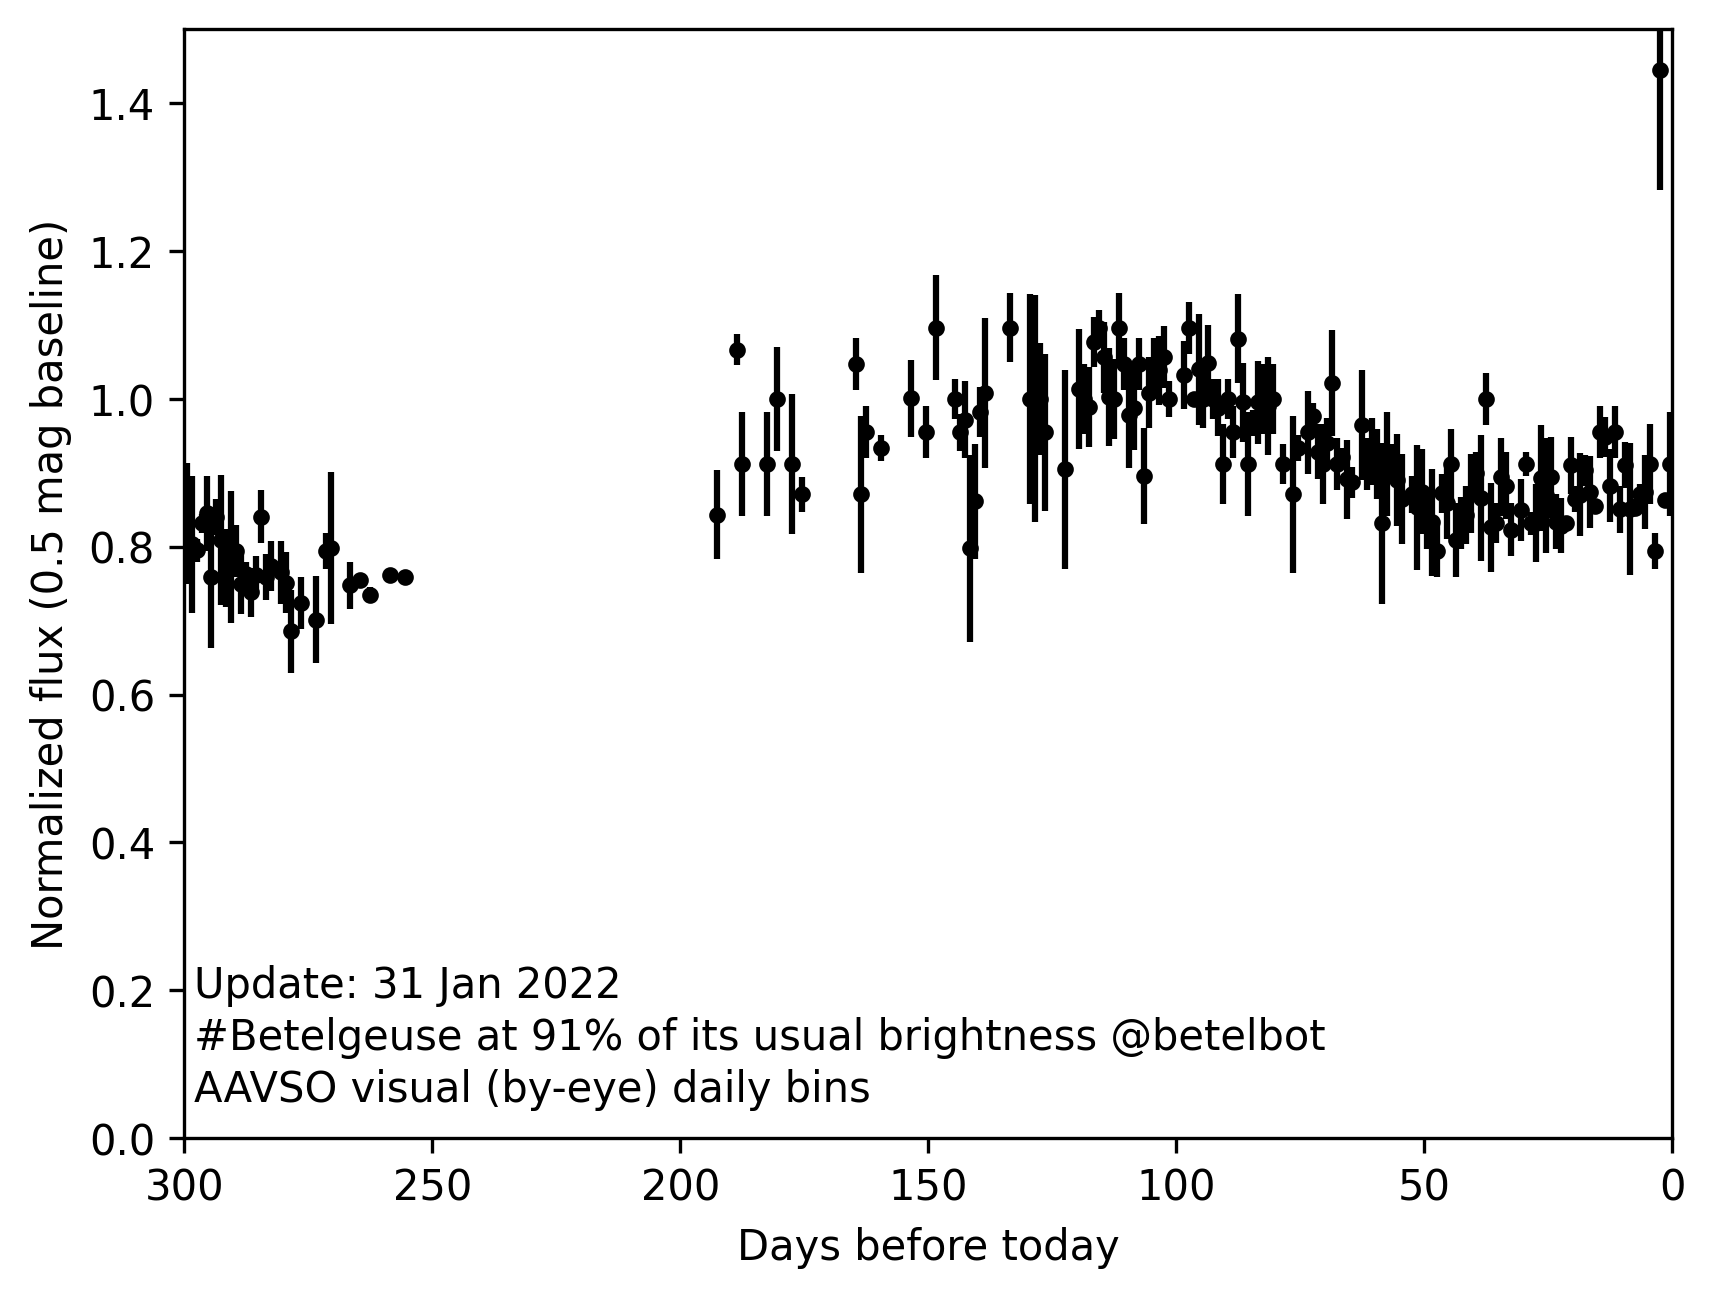 1.4
1.2
1.0
0.8
0.6
0.4
0.2
0.0
Normalized flux (0.5 mag baseline)
Update: 31 Jan 2022
#Betelgeuse at 91% of its usual brightness @betelbot
AAVSO visual (by-eye) daily bins
300 250 200 150 100 50 0
Days before today